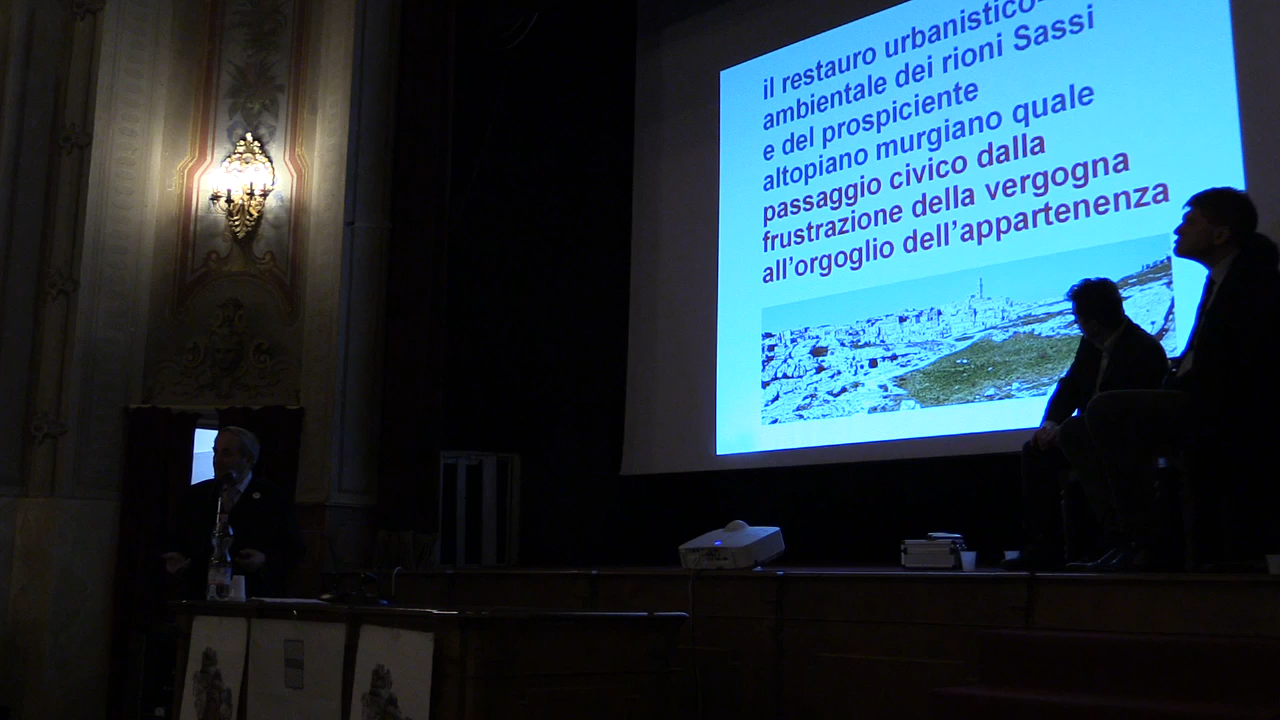 il restauro urbanistico-
ambientale dei rioni Sassi
e del prospiciente
altopiano murgiano quale
passaggio civico dalla
frustrazione della vergogna
all'orgoglio dell'appartenenza